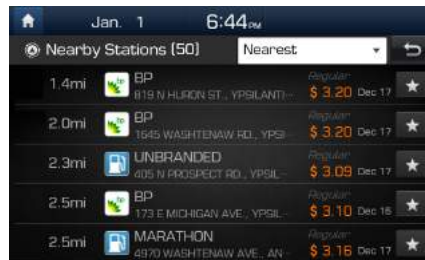 Jan. 1 6:44 PM
Nearby Stations (50) Nearest
1.4mi BP Regular
819 N HURON ST., YPSILANTI $ 3.20 Dec 17
2.0mi BP Regular
1645 WASHTENAW RD., YPSI $ 3.20 Dec 17
2.3mi UNBRANDED Regular
405 N PROSPECT RD., YPSIL $ 3.09 Dec 17
2.5mi BP Regular
173 E MICHIGAN AVE., YPSIL $ 3.10 Dec 16
2.5mi MARATHON Regular
4970 WASHTENAW AVE., AN $ 3.16 Dec 17